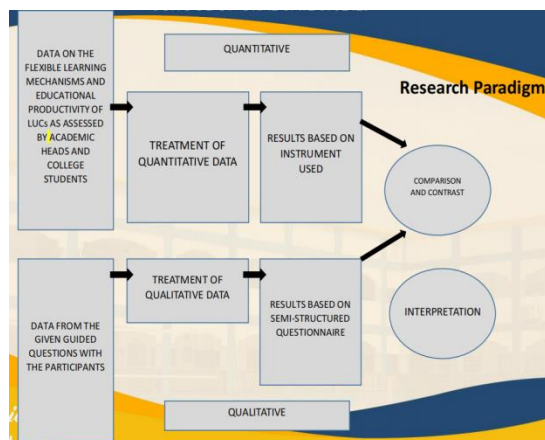 QUANTITATIVE
Research Paradigm
DATA ON THE
FLEXIBLE LEARNING
MECHANISMS AND
EDUCATIONAL
PRODUCTIVITY OF
LUCs AS ASSESSED
BY ACADEMIC
HEADS AND
COLLEGE
STUDENTS
TREATMENT OF
QUANTITATIVE DATA
RESULTS BASED ON
INSTRUMENT
USED
COMPARISON
AND CONTRAST
DATA FROM THE
GIVEN GUIDED
QUESTIONS WITH
THE PARTICIPANTS
TREATMENT OF
QUALITATIVE DATA
RESULTS BASED ON
SEMI-STRUCTURED
QUESTIONNAIRE
INTERPRETATION
QUALITATIVE